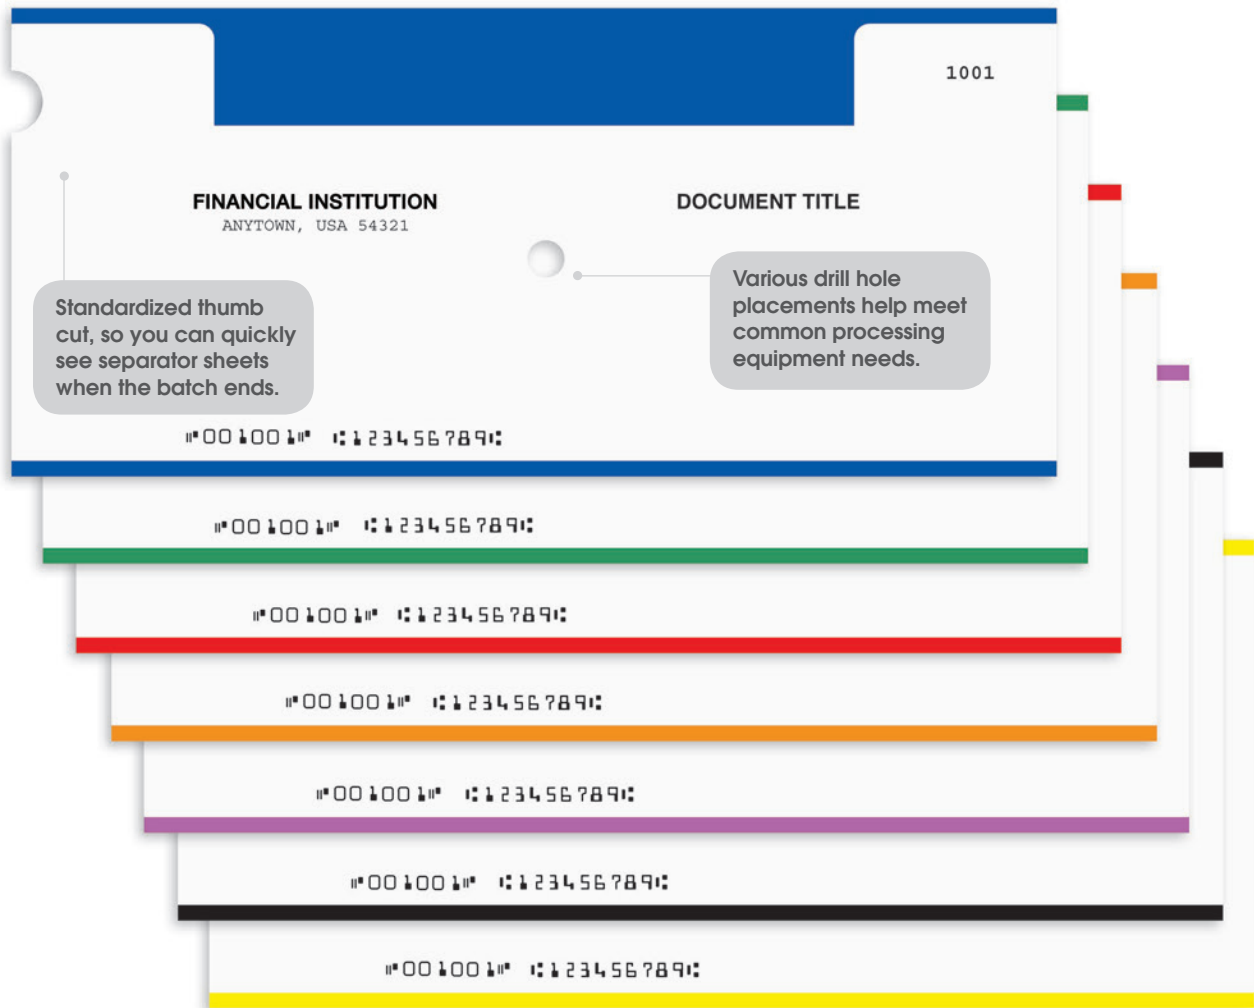 1001
FINANCIAL INSTITUTION
ANYTOWN, USA 54321
DOCUMENT TITLE
Standardized thumb
cut, so you can quickly
see separator sheets
when the batch ends.
Various drill hole
placements help meet
common processing
equipment needs.
⑈001001⑈ ⑆123456789⑆
⑈001001⑈ ⑆123456789⑆
⑈001001⑈ ⑆123456789⑆
⑈001001⑈ ⑆123456789⑆
⑈001001⑈ ⑆123456789⑆
⑈001001⑈ ⑆123456789⑆
⑈001001⑈ ⑆123456789⑆